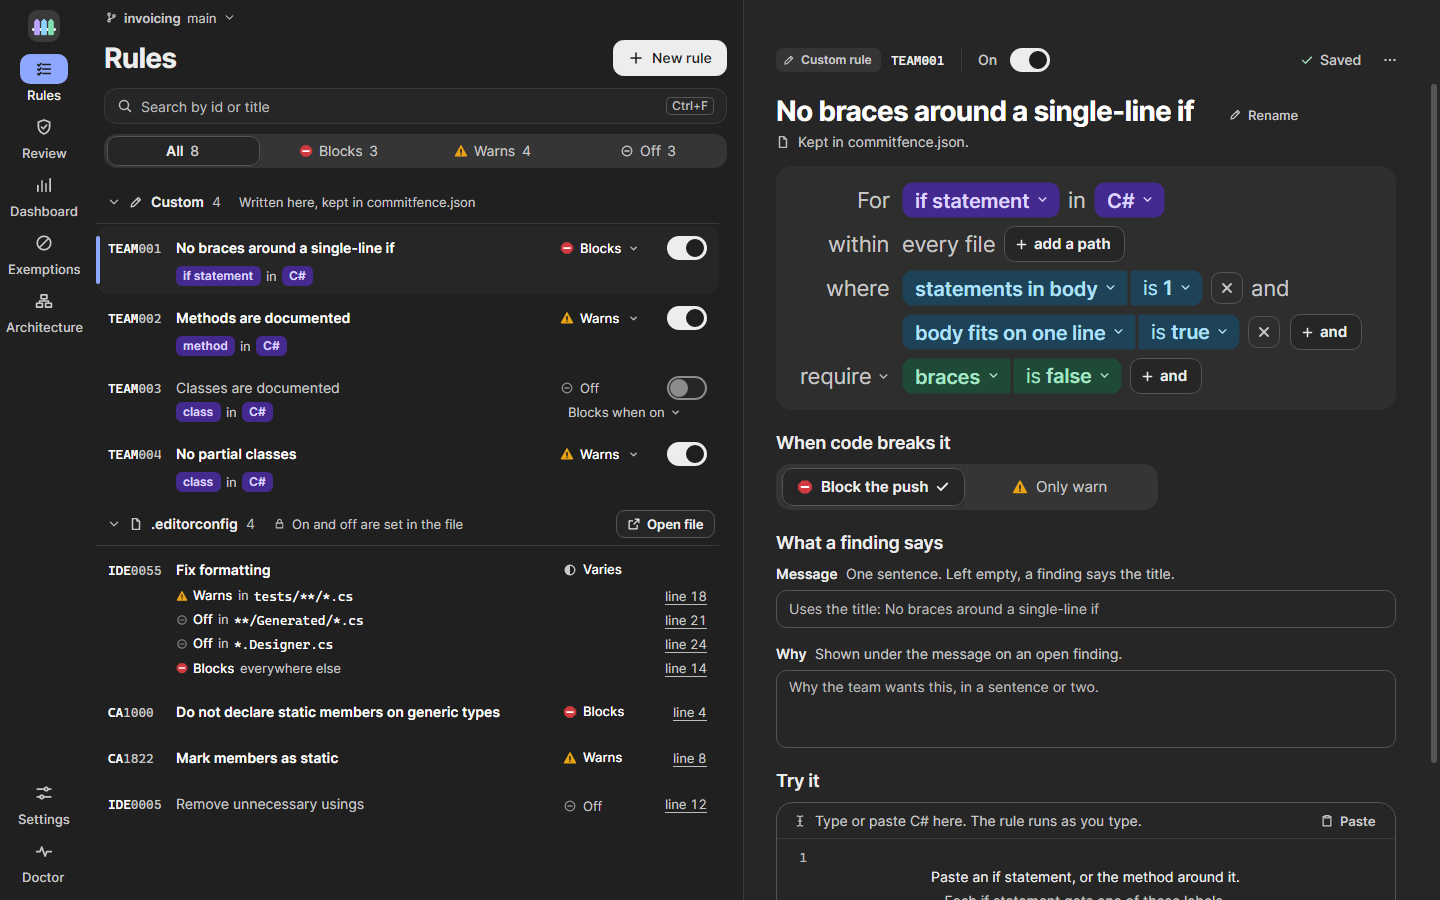 invoicing main
Rules
New rule
Search by id or title
Ctrl+F
All 8
Blocks 3
Warns 4
Off 3
Custom 4 Written here, kept in commitfence.json
TEAM001 No braces around a single-line if Blocks
if statement in C#
TEAM002 Methods are documented Warns
method in C#
TEAM003 Classes are documented Off
class in C# Blocks when on
TEAM004 No partial classes Warns
class in C#
.editorconfig 4 On and off are set in the file Open file
IDE0055 Fix formatting Varies
Warns in tests/**/*.cs line 18
Off in **/Generated/*.cs line 21
Off in *.Designer.cs line 24
Blocks everywhere else line 14
CA1000 Do not declare static members on generic types Blocks line 4
CA1822 Mark members as static Warns line 8
IDE0005 Remove unnecessary usings Off line 12
Rules
Review
Dashboard
Exemptions
Architecture
Settings
Doctor
Custom rule TEAM001 On Saved
No braces around a single-line if Rename
Kept in commitfence.json.
For if statement in C#
within every file + add a path
where statements in body is 1 and
body fits on one line is true + and
require braces is false + and
When code breaks it
Block the push Only warn
What a finding says
Message One sentence. Left empty, a finding says the title.
Uses the title: No braces around a single-line if
Why Shown under the message on an open finding.
Why the team wants this, in a sentence or two.
Try it
Type or paste C# here. The rule runs as you type. Paste
1
Paste an if statement, or the method around it.
Each if statement gets one of these labels